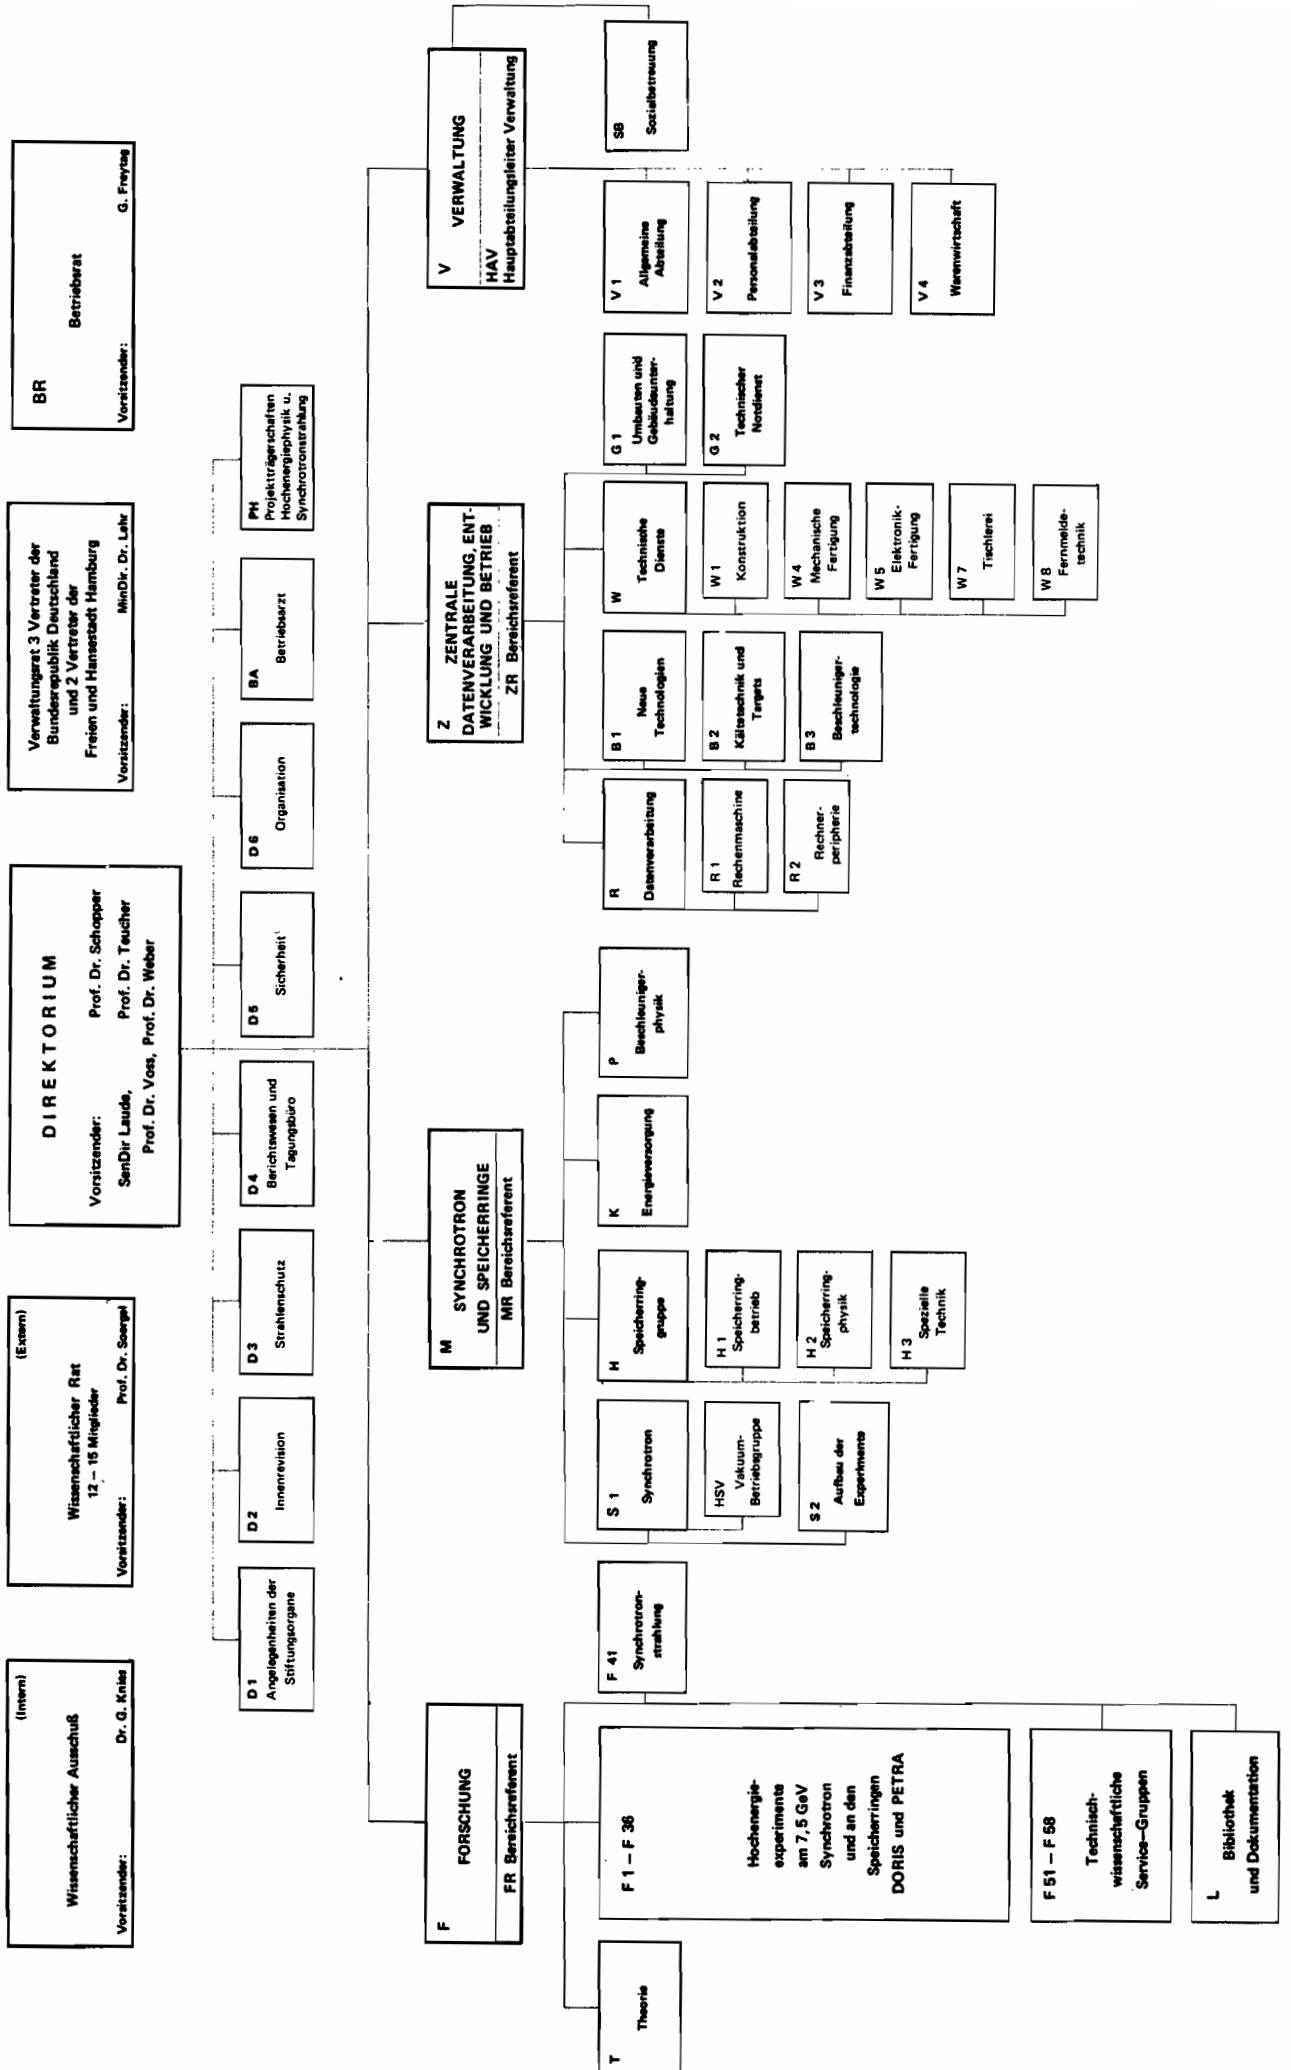 (Intern)
Wissenschaftlicher Ausschuß
Vorsitzender: Dr. G. Knies
(Extern)
Wissenschaftlicher Rat
12 – 15 Mitglieder
Vorsitzender: Prof. Dr. Soergel
DIREKTORIUM
Vorsitzender: Prof. Dr. Schopper
SenDir Laude, Prof. Dr. Teucher
Prof. Dr. Voss, Prof. Dr. Weber
Verwaltungsrat 3 Vertreter der
Bundesrepublik Deutschland
und 2 Vertreter der
Freien und Hansestadt Hamburg
Vorsitzender: MinDir. Dr. Lehr
BR
Betriebsrat
Vorsitzender: G. Freytag
D 1
Angelegenheiten der
Stiftungsorgane
D 2
Innenrevision
D 3
Strahlenschutz
D 4
Berichtswesen und
Tagungsbüro
D 5
Sicherheit
D 6
Organisation
BA
Betriebsarzt
PH
Projektträgerschaften
Hochenergiephysik u.
Synchrotronstrahlung
F
FORSCHUNG
FR Bereichsreferent
M
SYNCHROTRON
UND SPEICHERRINGE
MR Bereichsreferent
Z
ZENTRALE
DATENVERARBEITUNG, ENT-
WICKLUNG UND BETRIEB
ZR Bereichsreferent
V VERWALTUNG
HAV
Hauptabteilungsleiter Verwaltung
T
Theorie
F 1 – F 36
Hochenergie-
experimente
am 7,5 GeV
Synchrotron
und an den
Speicherringen
DORIS und PETRA
F 51 – F 58
Technisch-
wissenschaftliche
Service–Gruppen
L
Bibliothek
und Dokumentation
F 41
Synchrotron-
strahlung
S 1
Synchrotron
HSV
Vakuum-
Betriebsgruppe
S 2
Aufbau der
Experimente
H
Speicherring-
gruppe
H 1
Speicherring-
betrieb
H 2
Speicherring-
physik
H 3
Spezielle
Technik
K
Energieversorgung
P
Beschleuniger-
physik
R
Datenverarbeitung
R 1
Rechenmaschine
R 2
Rechner-
peripherie
B 1
Neue
Technologien
B 2
Kältetechnik und
Targets
B 3
Beschleuniger-
technologie
W
Technische
Dienste
W 1
Konstruktion
W 4
Mechanische
Fertigung
W 5
Elektronik-
Fertigung
W 7
Tischlerei
W 8
Fernmelde-
technik
G 1
Umbauten und
Gebäudeunter-
haltung
G 2
Technischer
Notdienst
V 1
Allgemeine
Abteilung
V 2
Personalabteilung
V 3
Finanzabteilung
V 4
Warenwirtschaft
SB
Sozialbetreuung